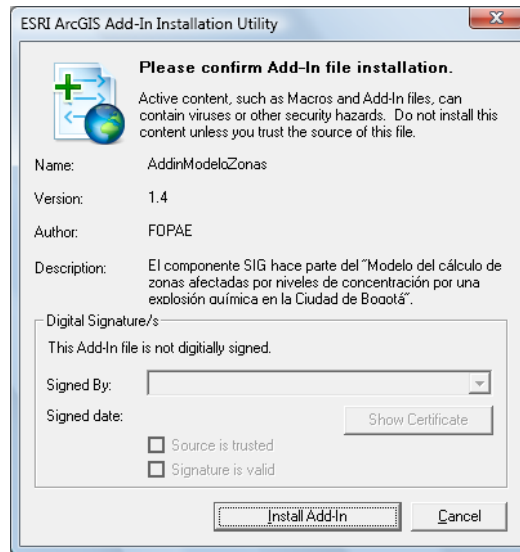 ESRI ArcGIS Add-In Installation Utility
Please confirm Add-In file installation.
Active content, such as Macros and Add-In files, can
contain viruses or other security hazards. Do not install this
content unless you trust the source of this file.
Name: AddinModeloZonas
Version: 1.4
Author: FOPAE
Description: El componente SIG hace parte del "Modelo del cálculo de
zonas afectadas por niveles de concentración por una
explosión química en la Ciudad de Bogotá".
Digital Signature/s
This Add-In file is not digitially signed.
Signed By:
Signed date:
Show Certificate
Source is trusted
Signature is valid
Install Add-In Cancel